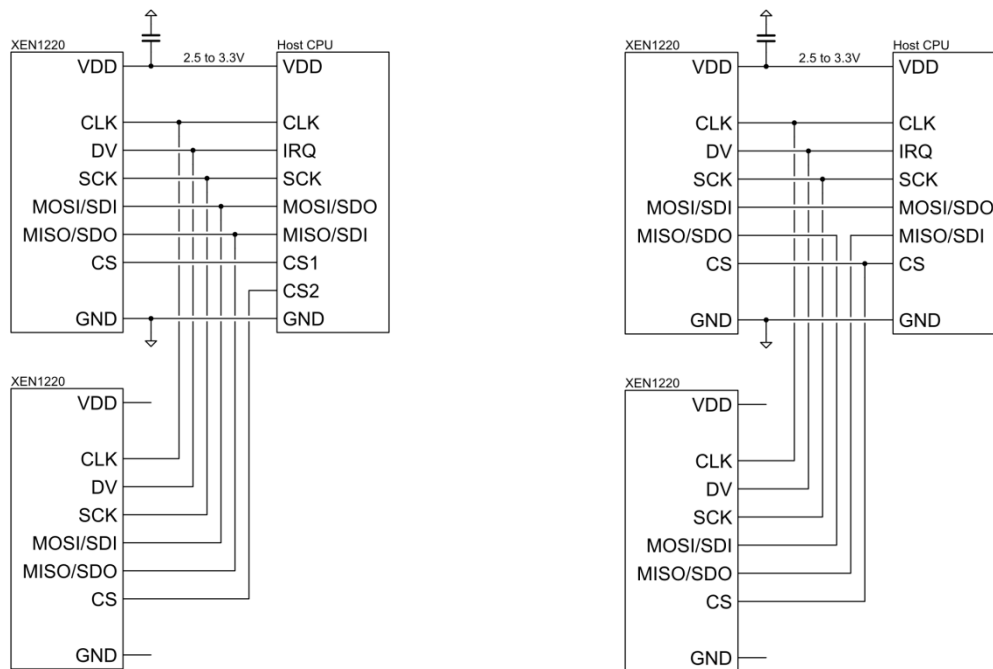 XEN1220
Host CPU
VDD
2.5 to 3.3V
VDD
CLK
CLK
DV
IRQ
SCK
SCK
MOSI/SDI
MOSI/SDO
MISO/SDO
MISO/SDI
CS
CS1
CS2
GND
GND
XEN1220
VDD
CLK
DV
SCK
MOSI/SDI
MISO/SDO
CS
GND
XEN1220
Host CPU
VDD
2.5 to 3.3V
VDD
CLK
CLK
DV
IRQ
SCK
SCK
MOSI/SDI
MOSI/SDO
MISO/SDO
MISO/SDI
CS
CS
GND
GND
XEN1220
VDD
CLK
DV
SCK
MOSI/SDI
MISO/SDO
CS
GND